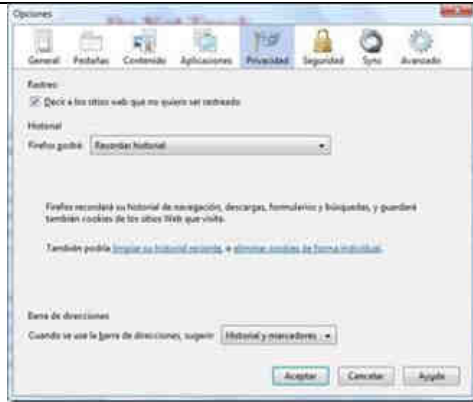 Do Not Track
Opciones
General Pestañas Contenido Aplicaciones Privacidad Seguridad Sync Avanzado
Rastreo
Decir a los sitios web que no quiero ser rastreado
Historial
Firefox podrá: Recordar historial
Firefox recordará su historial de navegación, descargas, formularios y búsquedas, y guardará
también cookies de los sitios Web que visite.
También podría limpiar su historial reciente, o eliminar cookies de forma individual.
Barra de direcciones
Cuando se use la barra de direcciones, sugerir: Historial y marcadores
Aceptar Cancelar Ayuda